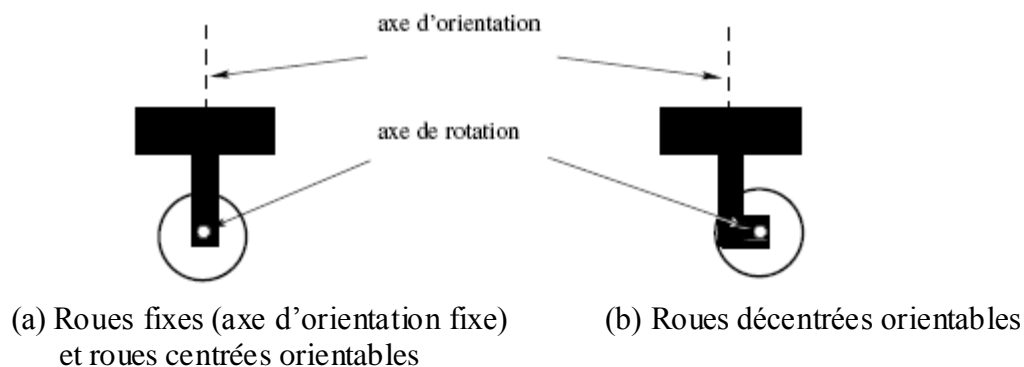 axe d'orientation
axe de rotation
(a) Roues fixes (axe d'orientation fixe)
et roues centrées orientables
(b) Roues décentrées orientables